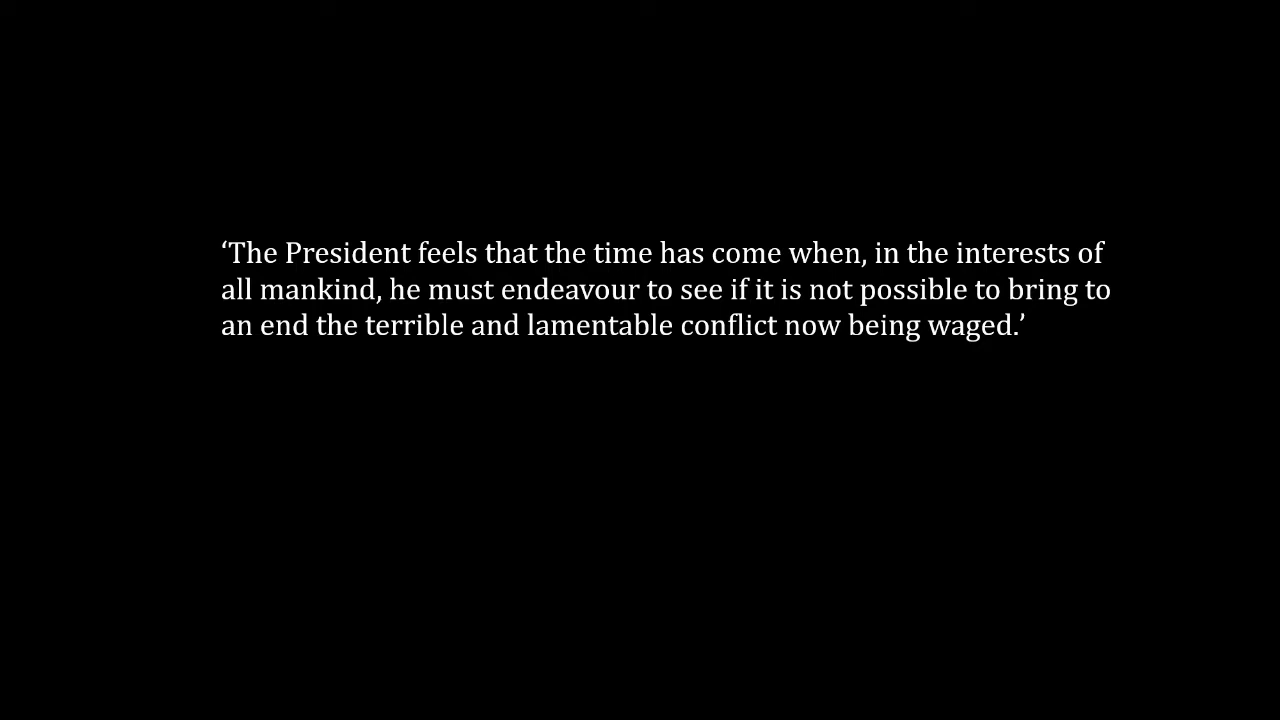 ‘The President feels that the time has come when, in the interests of
all mankind, he must endeavour to see if it is not possible to bring to
an end the terrible and lamentable conflict now being waged.’